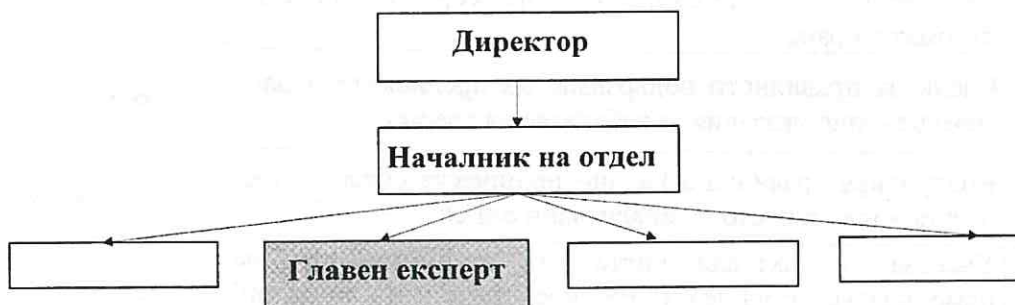 Директор
Началник на отдел
Главен експерт